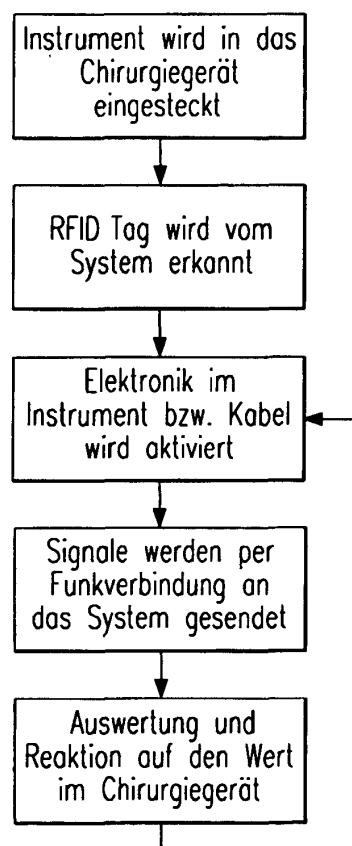 Instrument wird in das
Chirurgiegerät
eingesteckt
RFID Tag wird vom
System erkannt
Elektronik im
Instrument bzw. Kabel
wird aktiviert
Signale werden per
Funkverbindung an
das System gesendet
Auswertung und
Reaktion auf den Wert
im Chirurgiegerät